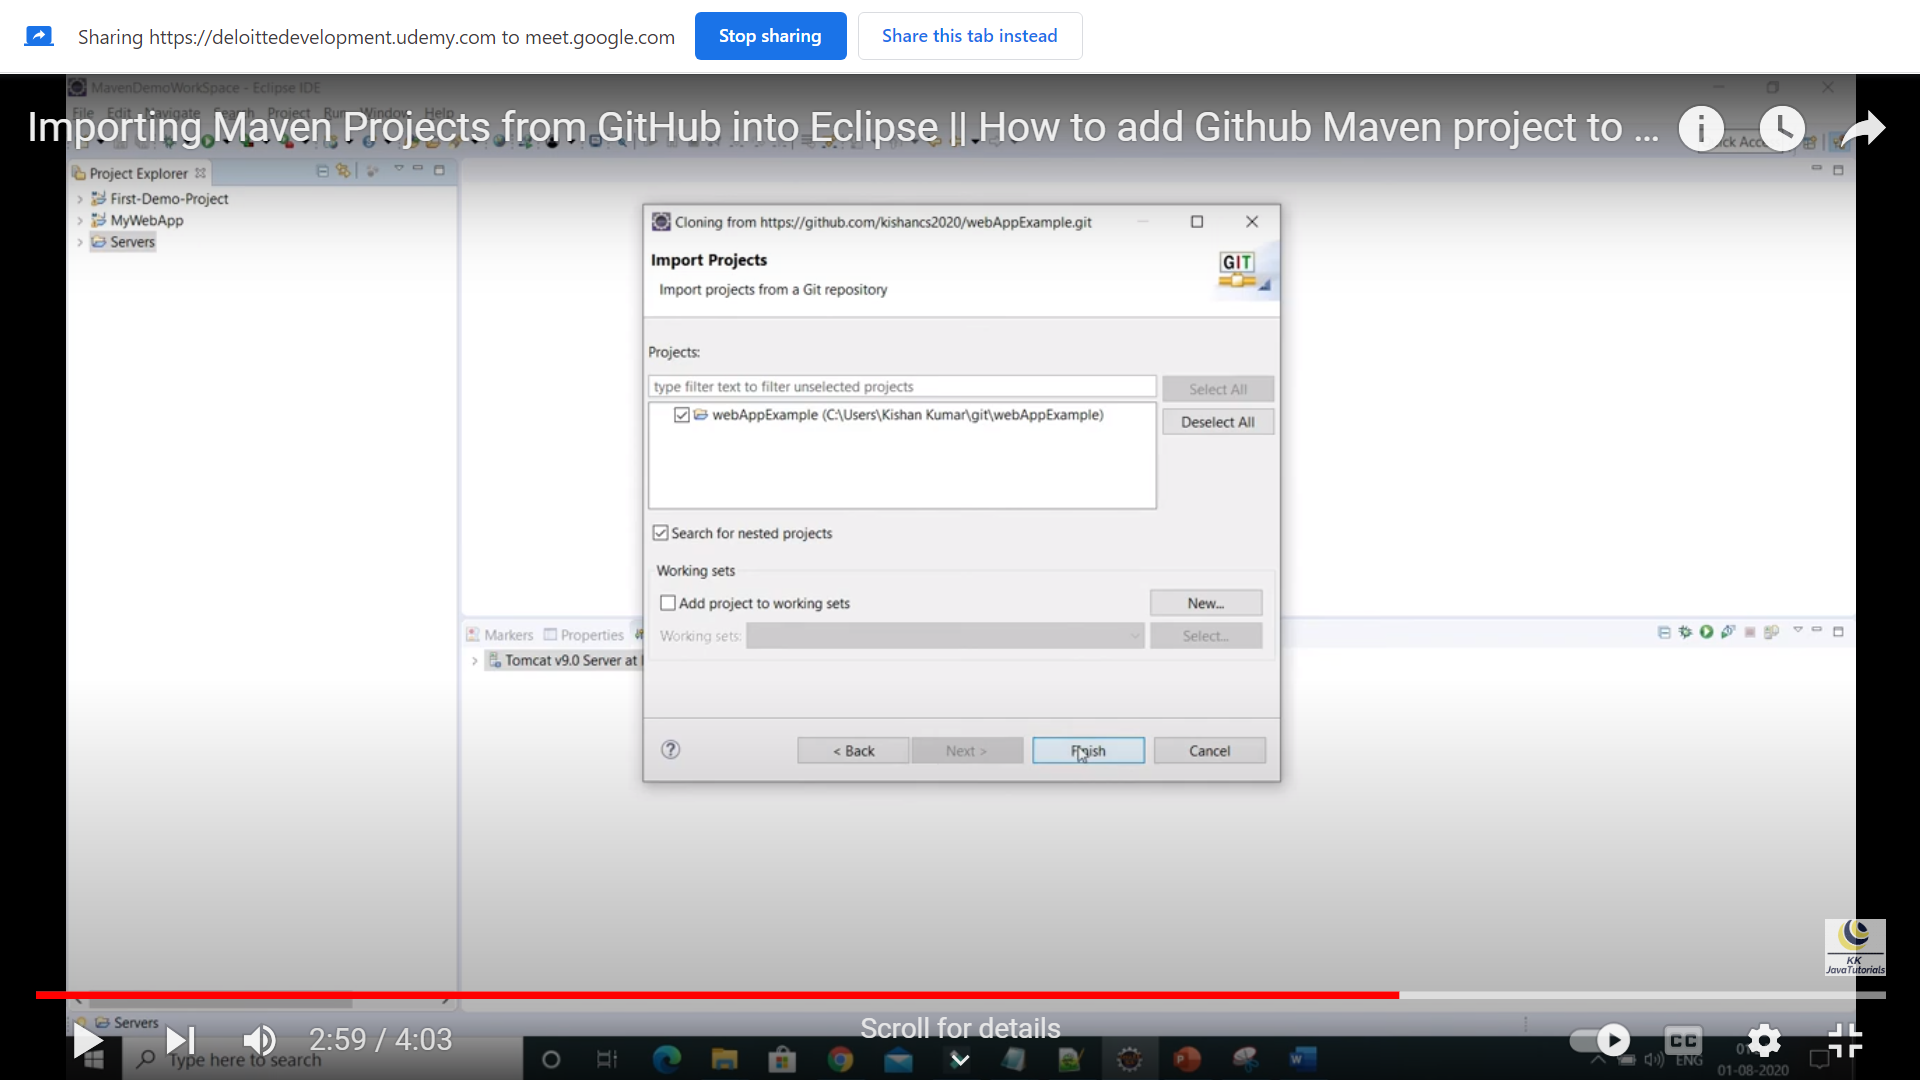 Sharing https://deloittedevelopment.udemy.com to meet.google.com
Stop sharing
Share this tab instead
MavenDemoWorkSpace - Eclipse IDE
File Edit Navigate Search Project Run Window Help
Importing Maven Projects from GitHub into Eclipse || How to add Github Maven project to ...
Project Explorer
First-Demo-Project
MyWebApp
Servers
Cloning from https://github.com/kishancs2020/webAppExample.git
Import Projects
Import projects from a Git repository
GIT
Projects:
type filter text to filter unselected projects
Select All
webAppExample (C:\Users\Kishan Kumar\git\webAppExample)
Deselect All
Search for nested projects
Working sets
Add project to working sets
New...
Working sets:
Select...
Markers
Properties
Tomcat v9.0 Server at
< Back
Next >
Finish
Cancel
KK
JavaTutorials
Servers
2:59 / 4:03
Scroll for details
CC
Type here to search
ENG
01-08-2020